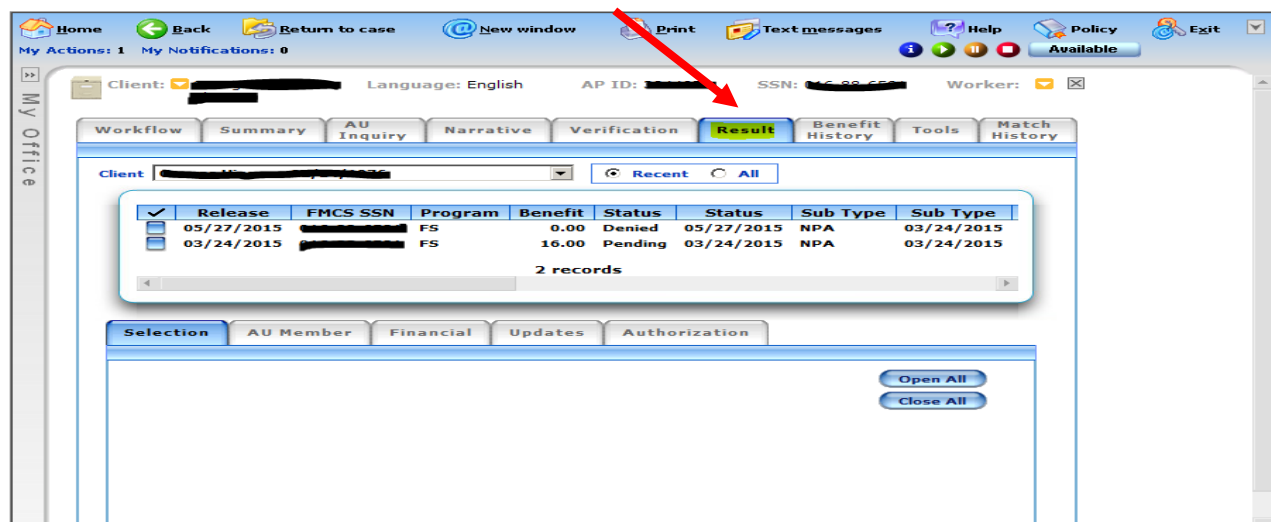 Home Back Return to case New window Print Text messages Help Policy Exit
My Actions: 1 My Notifications: 0 Available
My Office
Client: Language: English AP ID: SSN: Worker:
Workflow Summary AU Inquiry Narrative Verification Result Benefit History Tools Match History
Client Recent All
Release FMCS SSN Program Benefit Status Status Sub Type Sub Type
05/27/2015 FS 0.00 Denied 05/27/2015 NPA 03/24/2015
03/24/2015 FS 16.00 Pending 03/24/2015 NPA 03/24/2015
2 records
Selection AU Member Financial Updates Authorization
Open All
Close All